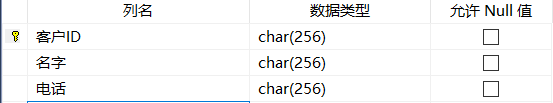 列名 数据类型 允许 Null 值
客户ID char(256)
名字 char(256)
电话 char(256)